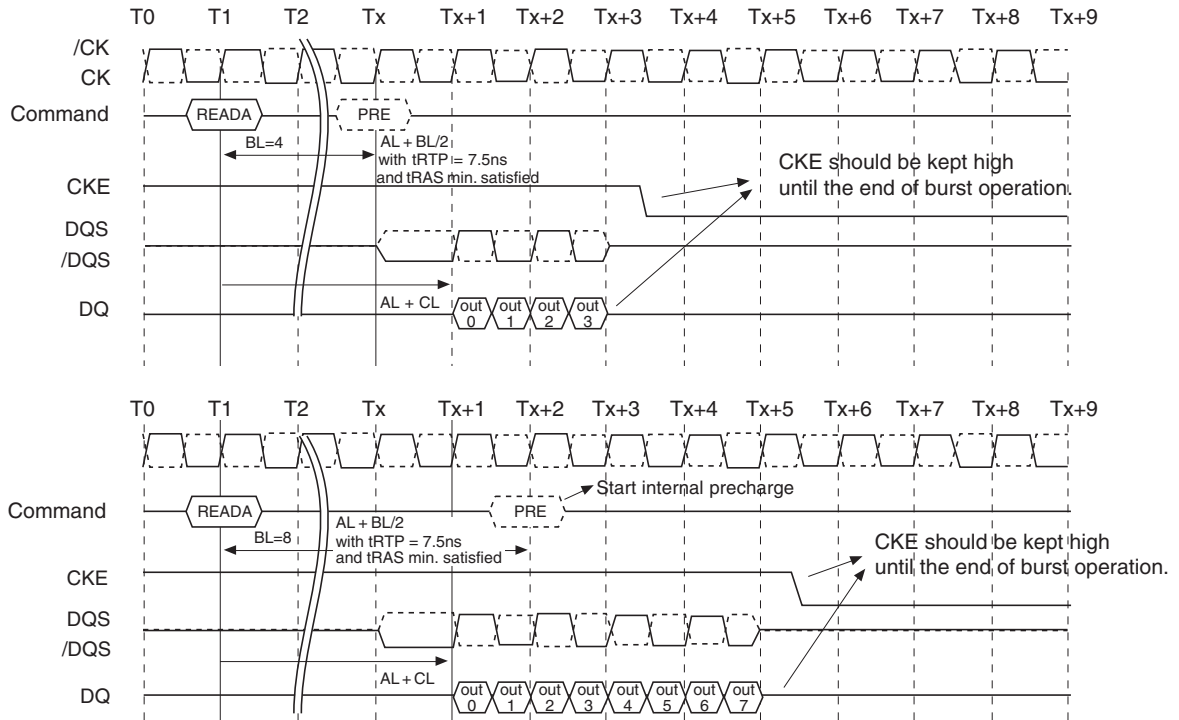 T0 T1 T2 Tx Tx+1 Tx+2 Tx+3 Tx+4 Tx+5 Tx+6 Tx+7 Tx+8 Tx+9
/CK
CK
Command READA PRE
BL=4 AL + BL/2
with tRTP = 7.5ns
and tRAS min. satisfied
CKE should be kept high
until the end of burst operation.
CKE
DQS
/DQS
AL + CL
DQ out 0 out 1 out 2 out 3
T0 T1 T2 Tx Tx+1 Tx+2 Tx+3 Tx+4 Tx+5 Tx+6 Tx+7 Tx+8 Tx+9
Start internal precharge
Command READA PRE
BL=8 AL + BL/2
with tRTP = 7.5ns
and tRAS min. satisfied
CKE should be kept high
until the end of burst operation.
CKE
DQS
/DQS
AL + CL
DQ out 0 out 1 out 2 out 3 out 4 out 5 out 6 out 7